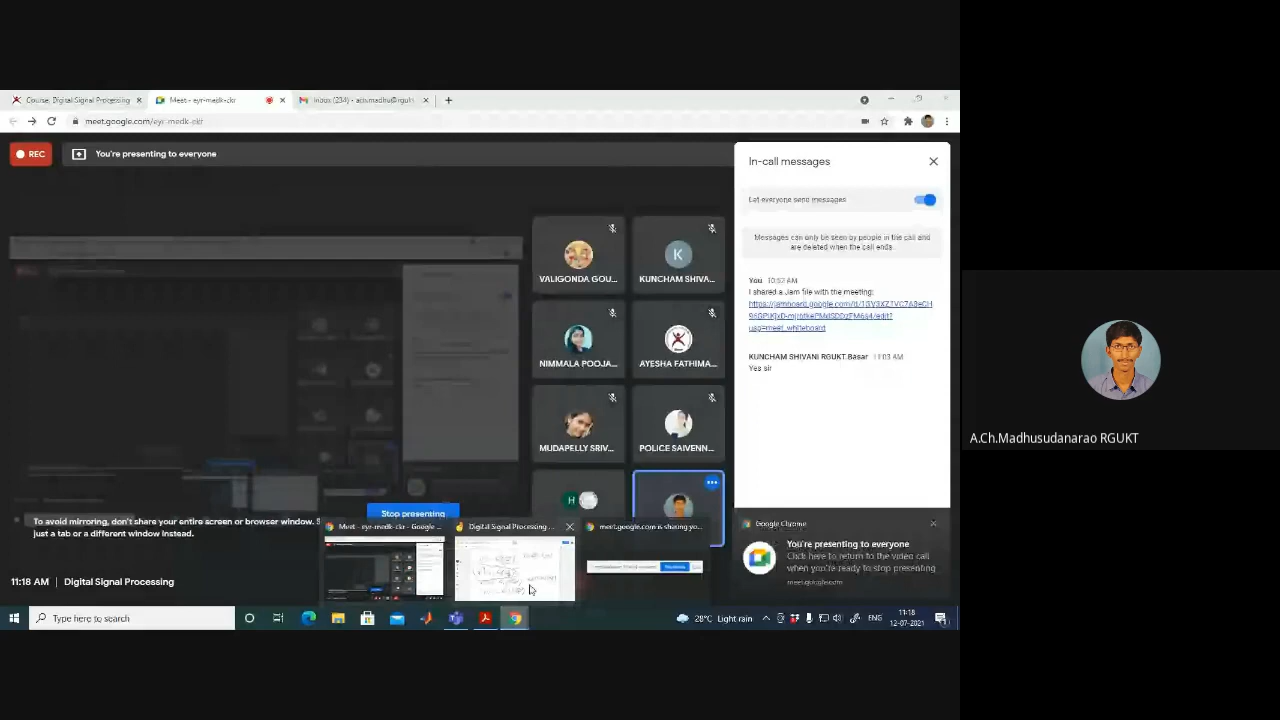 Course: Digital Signal Processing
Meet - eyr-medk-zkr
Inbox (234)
meet.google.com/eyr-medk-zkr
REC
You're presenting to everyone
In-call messages
Let everyone send messages
Messages can only be seen by people in the call and
are deleted when the call ends
You 10:57 AM
I shared a Jam file with the meeting:
usp=meet_whiteboard
KUNCHAM SHIVANI RGUKT Basar 11:03 AM
Yes sir
VALIGONDA GOU...
K
KUNCHAM SHIVA...
NIMMALA POOJA...
AYESHA FATHIMA...
MUDAPELLY SRIV...
POLICE SAIVENN...
H
Stop presenting
To avoid mirroring, don't share your entire screen or browser window. S
just a tab or a different window instead.
Meet - eyr-medk-zkr - Google ...
Digital Signal Processing ...
meet.google.com is sharing yo...
Google Chrome
You're presenting to everyone
Click here to return to the video call
when you're ready to stop presenting
meet.google.com
11:18 AM | Digital Signal Processing
Type here to search
28°C Light rain
ENG
11:18
12-07-2021
A.Ch.Madhusudanarao RGUKT